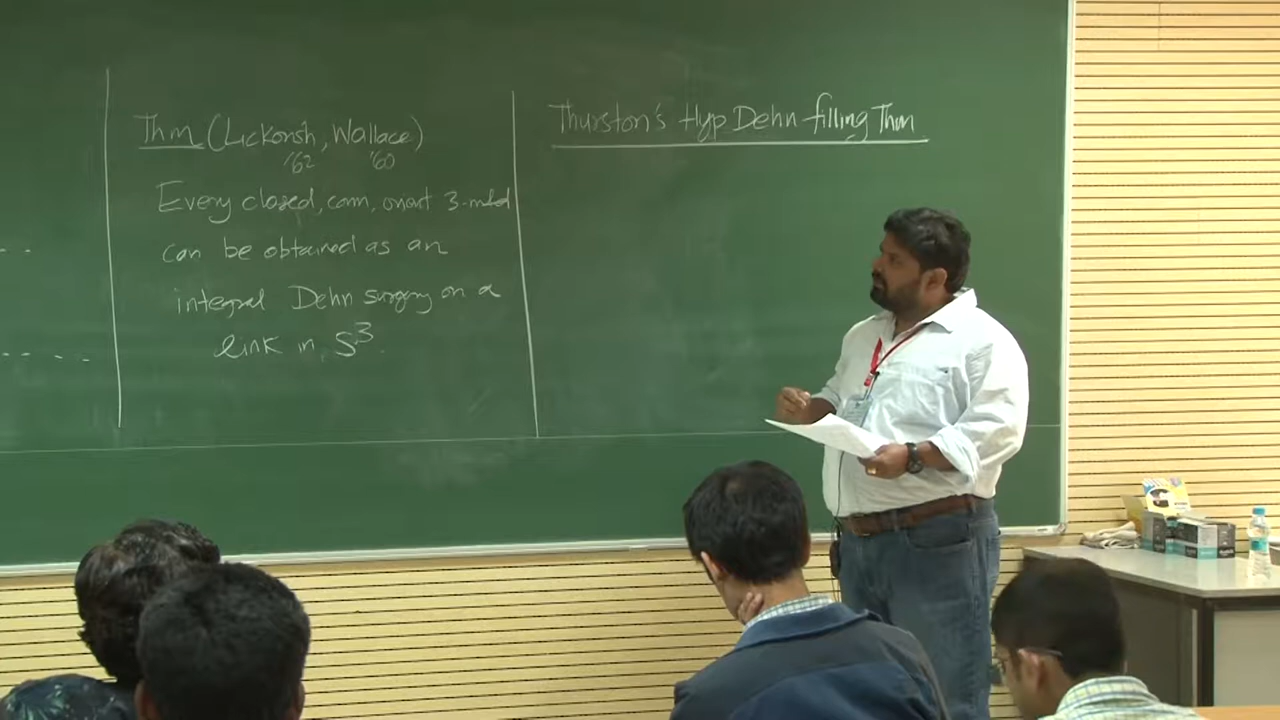 Thm (Lickorish, Wallace)
'62 '60
Every closed, conn, orient 3-mfd
can be obtained as an
integral Dehn surgery on a
link in S³.
Thurston's Hyp Dehn filling Thm